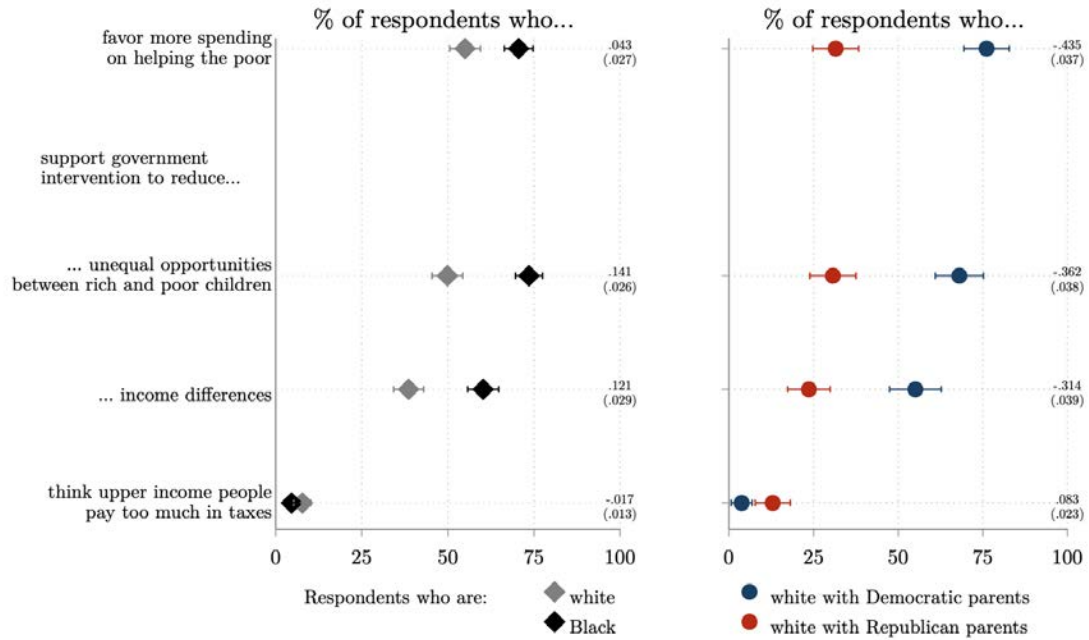 % of respondents who...
% of respondents who...
favor more spending
on helping the poor
.043
(.027)
-.435
(.037)
support government
intervention to reduce...
... unequal opportunities
between rich and poor children
.141
(.026)
-.362
(.038)
... income differences
.121
(.029)
-.314
(.039)
think upper income people
pay too much in taxes
-.017
(.013)
.083
(.023)
0 25 50 75 100
0 25 50 75 100
Respondents who are:
white
Black
white with Democratic parents
white with Republican parents